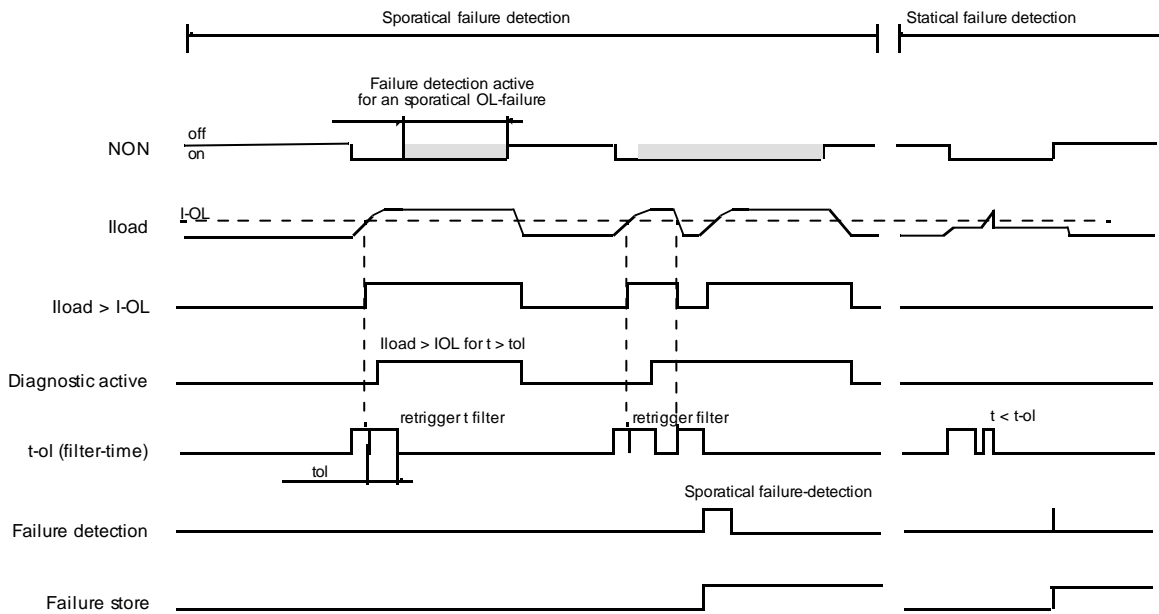 Sporatical failure detection
Statical failure detection
Failure detection active
for an sporatical OL-failure
off
NON
on
I-OL
Iload
Iload > I-OL
Iload > IOL for t > tol
Diagnostic active
retrigger t filter
retrigger filter
t < t-ol
t-ol (filter-time)
tol
Sporatical failure-detection
Failure detection
Failure store